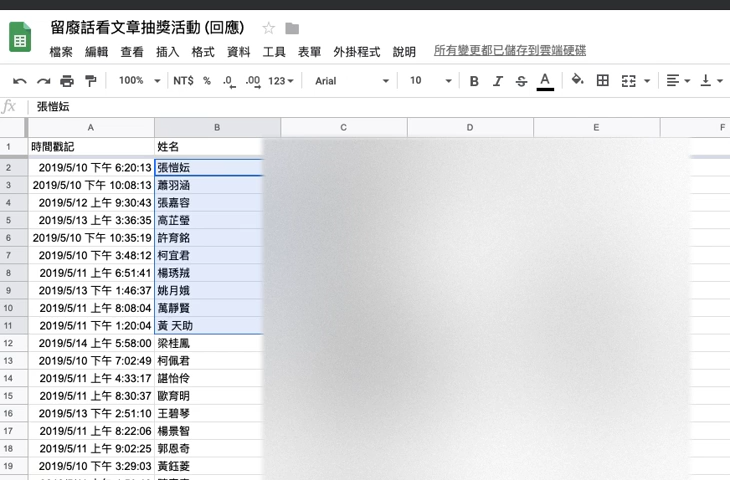 留廢話看文章抽獎活動 (回應)
檔案 編輯 查看 插入 格式 資料 工具 表單 外掛程式 說明 所有變更都已儲存到雲端硬碟
100% NT$ % .0 .00 123 Arial 10 B I S A
fx 張愷妘
A B C D E F
1 時間戳記 姓名
2 2019/5/10 下午 6:20:13 張愷妘
3 2019/5/10 下午 10:08:13 蕭羽涵
4 2019/5/12 上午 9:30:43 張嘉容
5 2019/5/13 上午 3:36:35 高芷瑩
6 2019/5/10 下午 10:35:19 許育銘
7 2019/5/10 下午 3:48:12 柯宜君
8 2019/5/11 上午 6:51:41 楊琇羢
9 2019/5/13 下午 1:46:37 姚月娥
10 2019/5/11 上午 8:08:04 萬靜賢
11 2019/5/11 下午 1:20:04 黃 天助
12 2019/5/14 上午 5:58:00 梁桂鳳
13 2019/5/10 下午 7:02:49 柯佩君
14 2019/5/11 上午 4:33:17 諶怡伶
15 2019/5/11 上午 8:30:37 歐育明
16 2019/5/13 下午 2:51:10 王碧琴
17 2019/5/11 上午 8:22:06 楊景智
18 2019/5/11 上午 9:02:25 郭恩奇
19 2019/5/10 下午 3:29:03 黃鈺菱